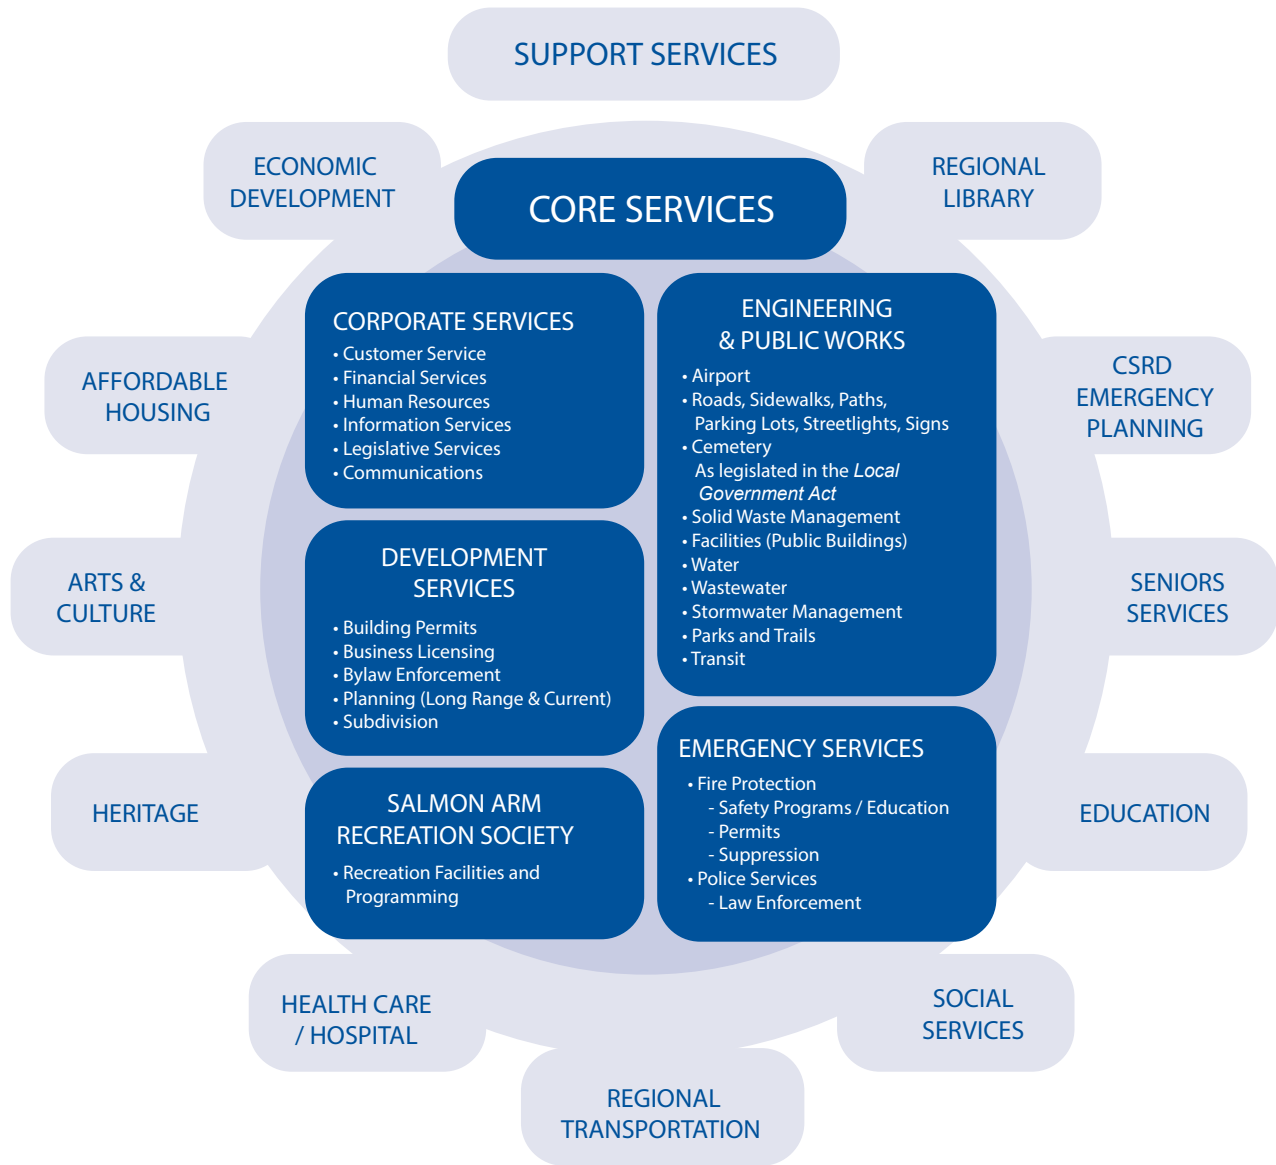 SUPPORT SERVICES
ECONOMIC
DEVELOPMENT
REGIONAL
LIBRARY
CORE SERVICES
CORPORATE SERVICES
• Customer Service
• Financial Services
• Human Resources
• Information Services
• Legislative Services
• Communications
ENGINEERING
& PUBLIC WORKS
• Airport
• Roads, Sidewalks, Paths,
Parking Lots, Streetlights, Signs
• Cemetery
As legislated in the Local
Government Act
• Solid Waste Management
• Facilities (Public Buildings)
• Water
• Wastewater
• Stormwater Management
• Parks and Trails
• Transit
AFFORDABLE
HOUSING
CSRD
EMERGENCY
PLANNING
DEVELOPMENT
SERVICES
• Building Permits
• Business Licensing
• Bylaw Enforcement
• Planning (Long Range & Current)
• Subdivision
ARTS &
CULTURE
SENIORS
SERVICES
EMERGENCY SERVICES
• Fire Protection
- Safety Programs / Education
- Permits
- Suppression
• Police Services
- Law Enforcement
SALMON ARM
RECREATION SOCIETY
• Recreation Facilities and
Programming
HERITAGE
EDUCATION
HEALTH CARE
/ HOSPITAL
SOCIAL
SERVICES
REGIONAL
TRANSPORTATION